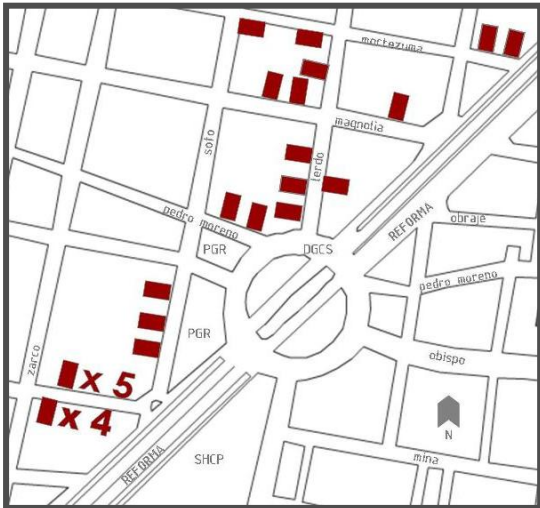 moctezuma
magnolia
soto
lerdo
REFORMA
obraje
pedro moreno
PGR
DGCS
pedro moreno
PGR
obispo
zarco
x 5
x 4
N
REFORMA
SHCP
mina